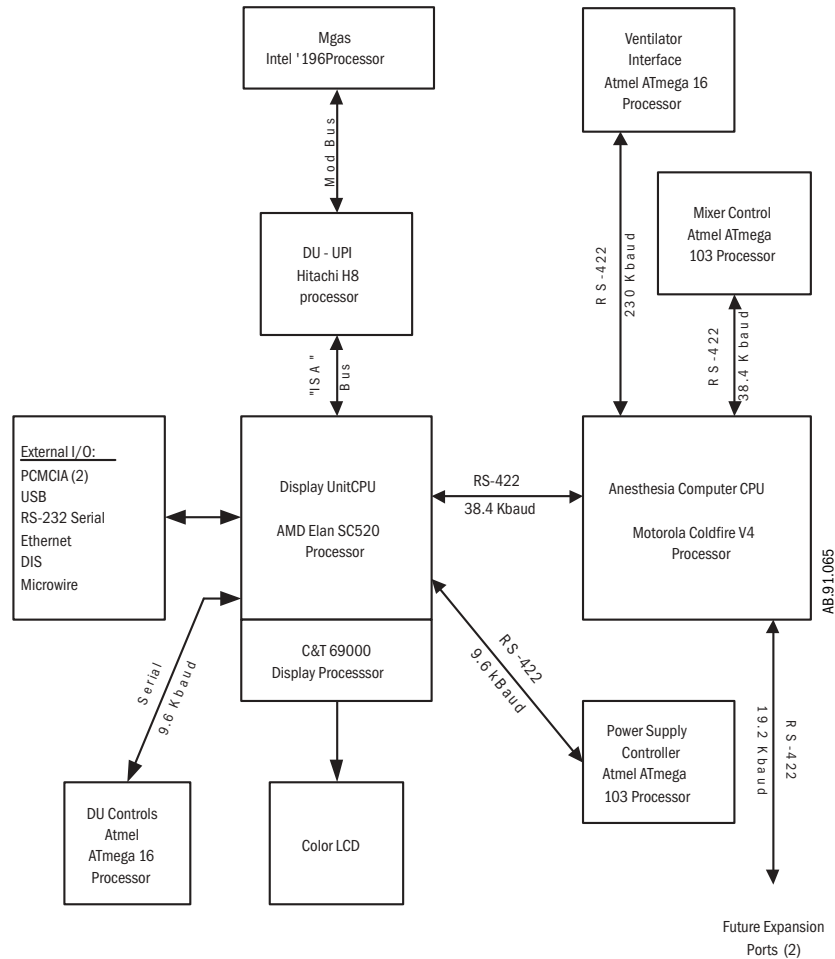 Mgas
Intel '196Processor
Mod Bus
DU - UPI
Hitachi H8
processor
"ISA"
Bus
Ventilator
Interface
Atmel ATmega 16
Processor
RS-422
230 Kbaud
Mixer Control
Atmel ATmega
103 Processor
RS-422
38.4 Kbaud
External I/O:
PCMCIA (2)
USB
RS-232 Serial
Ethernet
DIS
Microwire
Display UnitCPU
AMD Elan SC520
Processor
C&T 69000
Display Processsor
RS-422
38.4 Kbaud
Anesthesia Computer CPU
Motorola Coldfire V4
Processor
AB.91.065
Serial
9.6 Kbaud
RS-422
9.6 kBaud
RS-422
19.2 Kbaud
DU Controls
Atmel
ATmega 16
Processor
Color LCD
Power Supply
Controller
Atmel ATmega
103 Processor
Future Expansion
Ports (2)